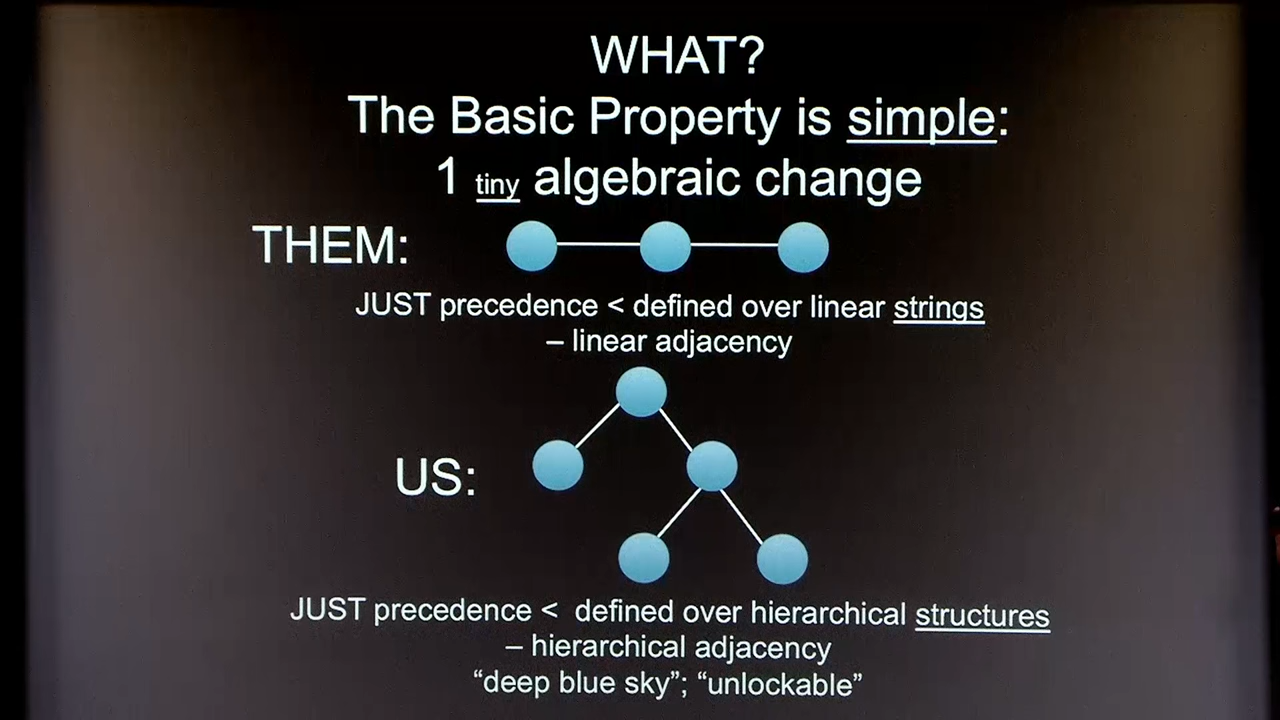 WHAT?
The Basic Property is simple:
1 tiny algebraic change
THEM:
JUST precedence < defined over linear strings
– linear adjacency
US:
JUST precedence < defined over hierarchical structures
– hierarchical adjacency
“deep blue sky”; “unlockable”